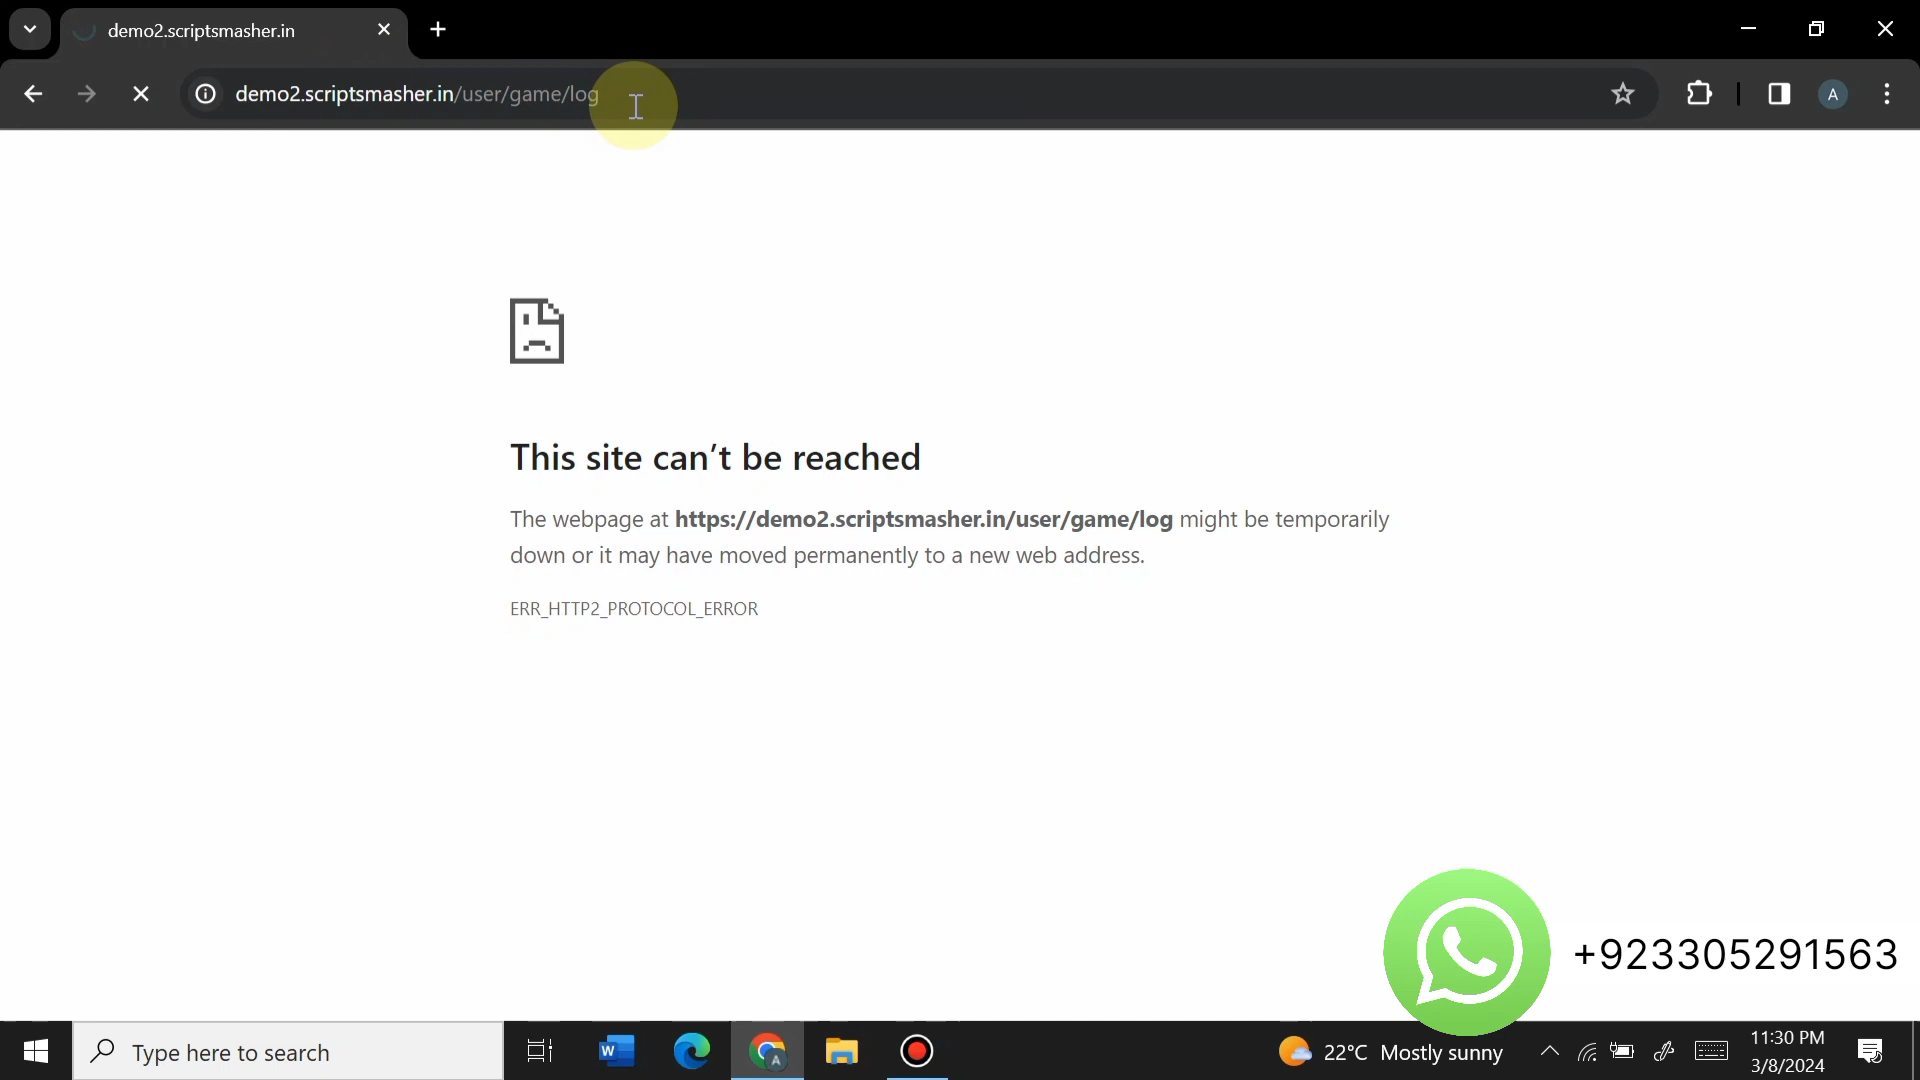 demo2.scriptsmasher.in
demo2.scriptsmasher.in/user/game/log
A
This site can't be reached
The webpage at https://demo2.scriptsmasher.in/user/game/log might be temporarily
down or it may have moved permanently to a new web address.
ERR_HTTP2_PROTOCOL_ERROR
+923305291563
Type here to search
W
A
22°C Mostly sunny
11:30 PM
3/8/2024